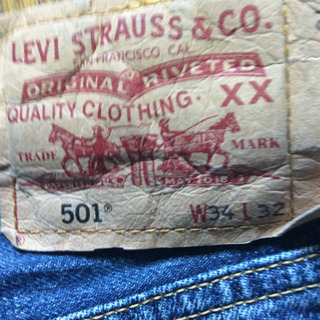 LEVI STRAUSS & CO.
SAN FRANCISCO, CAL.
ORIGINAL RIVETED
QUALITY CLOTHING. XX
TRADE MARK
501® W34 L32
®